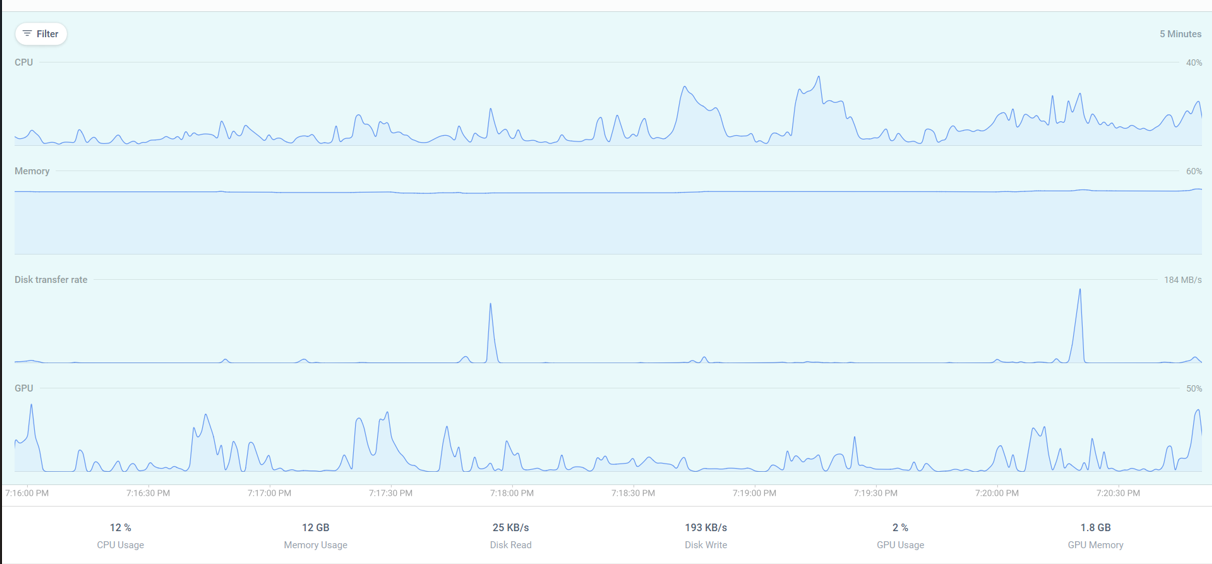 Filter
5 Minutes
CPU
40%
Memory
60%
Disk transfer rate
184 MB/s
GPU
50%
7:16:00 PM 7:16:30 PM 7:17:00 PM 7:17:30 PM 7:18:00 PM 7:18:30 PM 7:19:00 PM 7:19:30 PM 7:20:00 PM 7:20:30 PM
12 % 12 GB 25 KB/s 193 KB/s 2 % 1.8 GB
CPU Usage Memory Usage Disk Read Disk Write GPU Usage GPU Memory